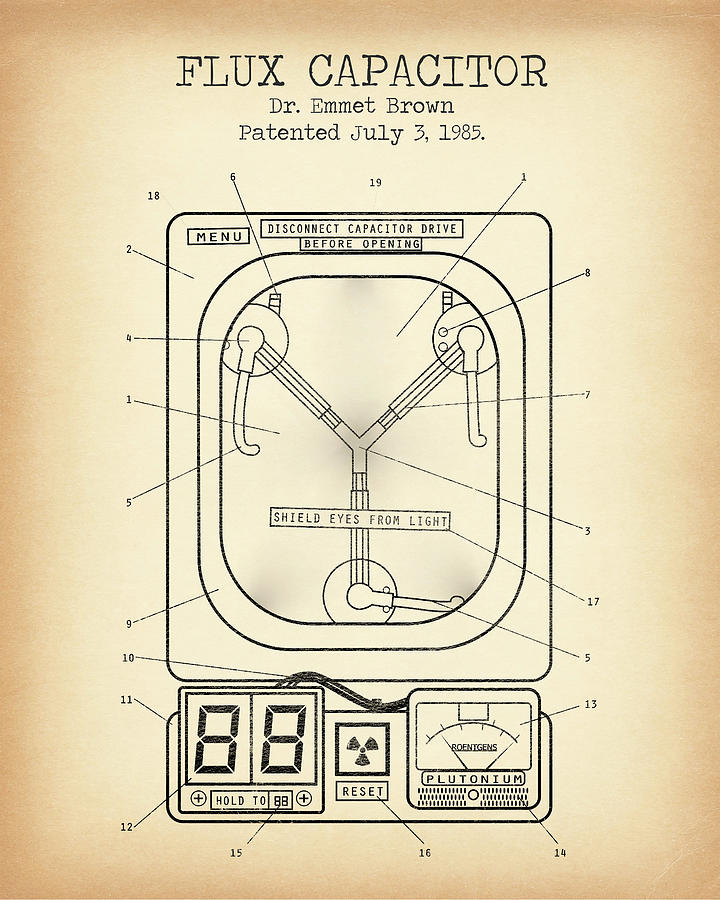 FLUX CAPACITOR
Dr. Emmet Brown
Patented July 3, 1985.
6
19
1
18
MENU
DISCONNECT CAPACITOR DRIVE
BEFORE OPENING
2
8
4
1
7
5
SHIELD EYES FROM LIGHT
3
17
9
10
5
11
13
88
ROENTGENS
PLUTONIUM
HOLD TO 88
RESET
12
15
16
14